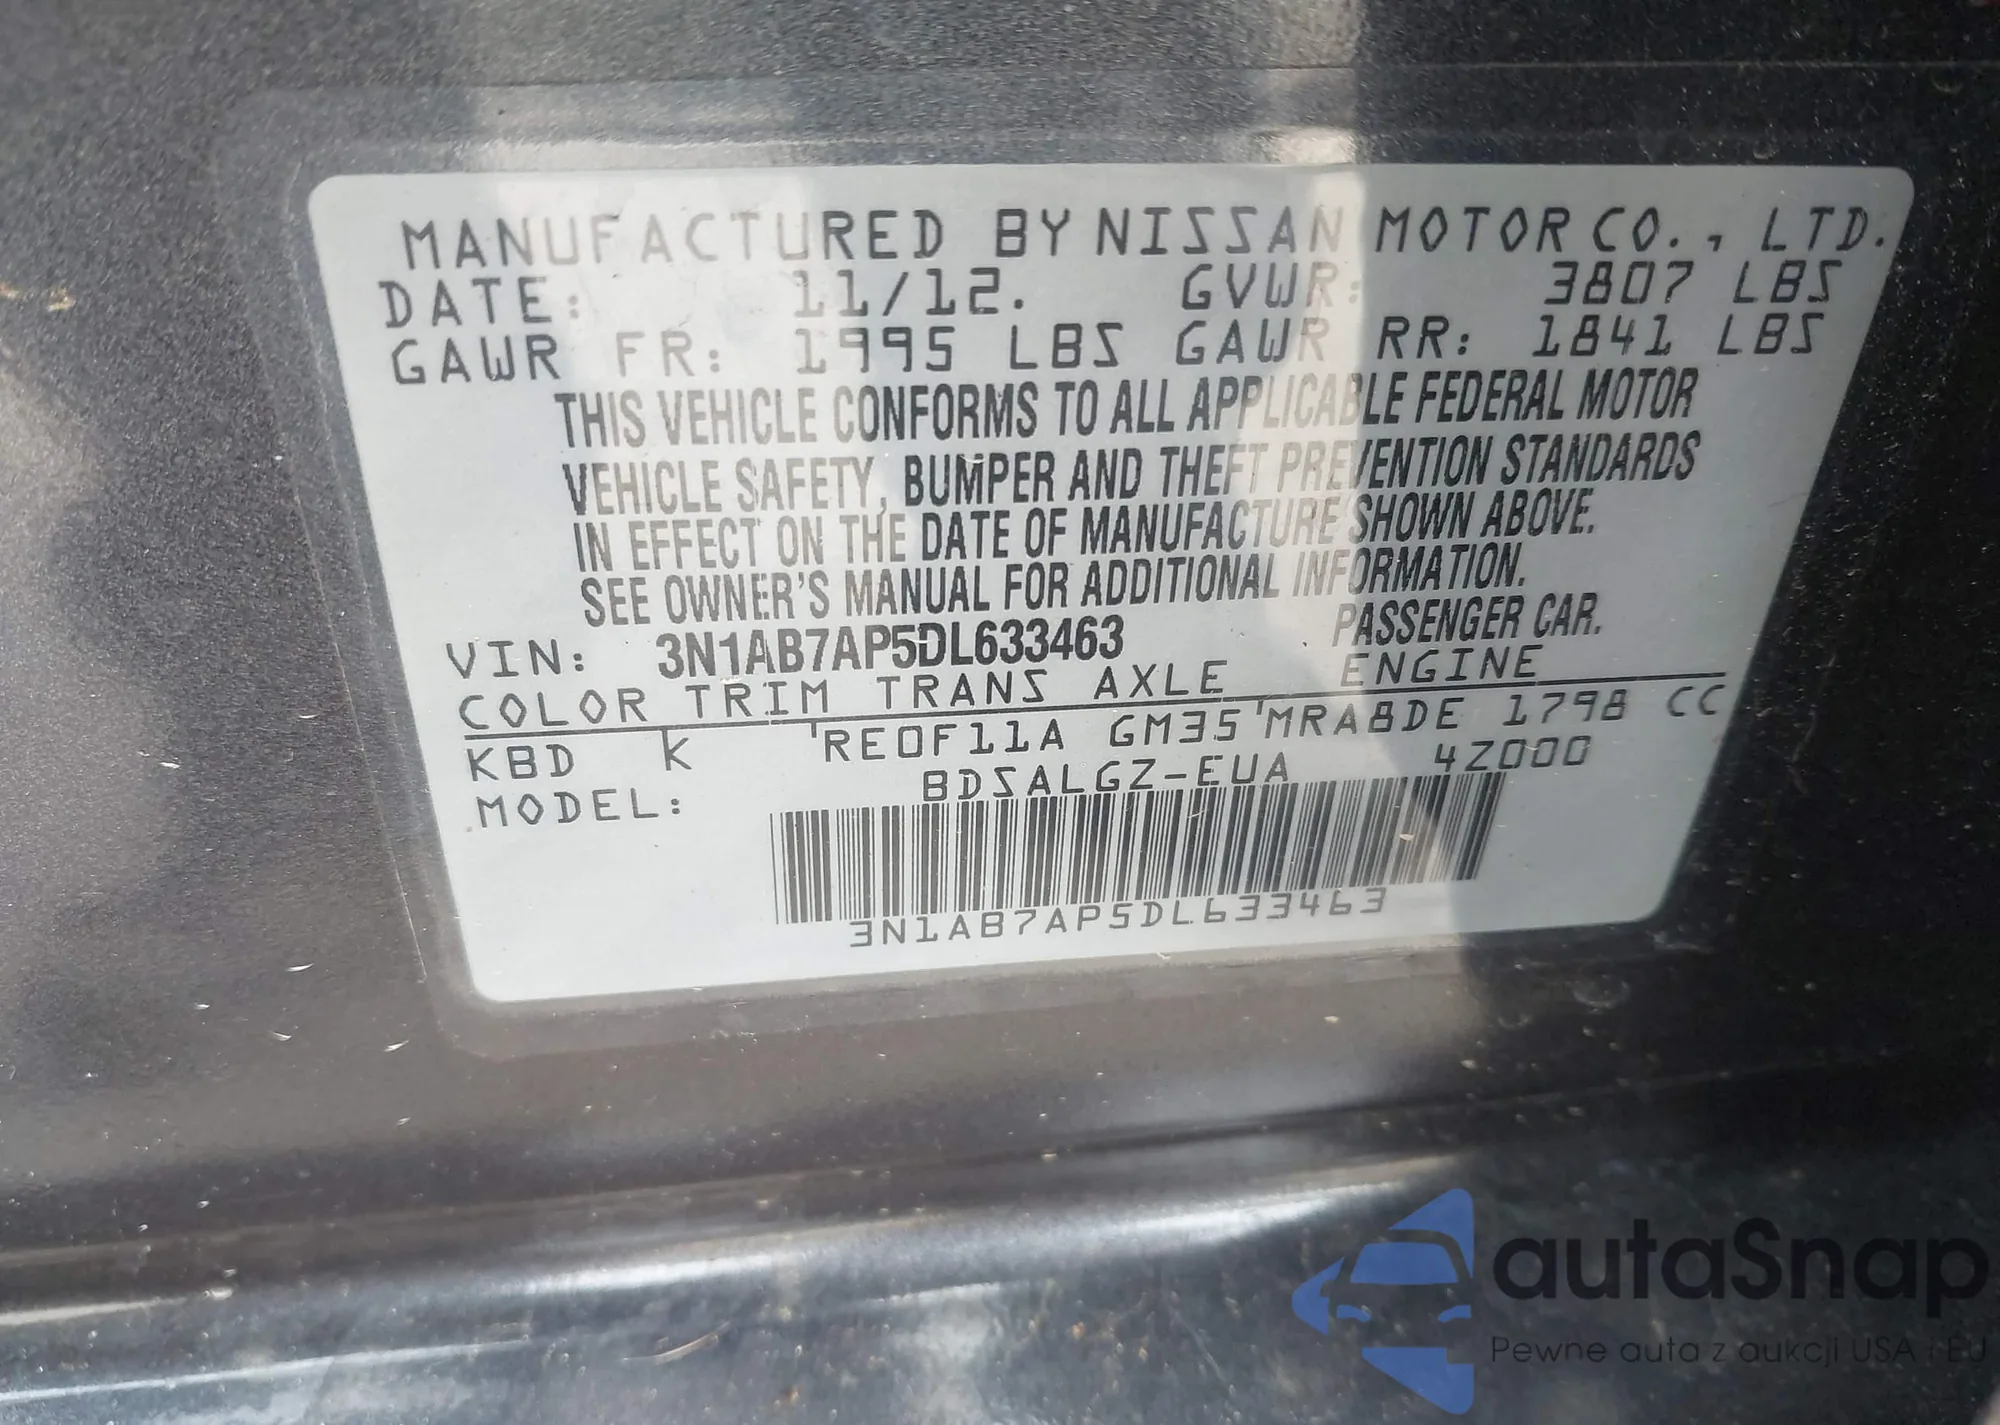 MANUFACTURED BY NISSAN MOTOR CO., LTD.
DATE: 11/12. GVWR: 3807 LBS
GAWR FR: 1995 LBS GAWR RR: 1841 LBS
THIS VEHICLE CONFORMS TO ALL APPLICABLE FEDERAL MOTOR
VEHICLE SAFETY, BUMPER AND THEFT PREVENTION STANDARDS
IN EFFECT ON THE DATE OF MANUFACTURE SHOWN ABOVE.
SEE OWNER'S MANUAL FOR ADDITIONAL INFORMATION.
VIN: 3N1AB7AP5DL633463 PASSENGER CAR.
COLOR TRIM TRANS AXLE ENGINE
KBD K RE0F11A GM35 MRA8DE 1798 CC
MODEL: BDSALGZ-EUA 4Z000
3N1AB7AP5DL633463
autaSnap
Pewne auta z aukcji USA i EU